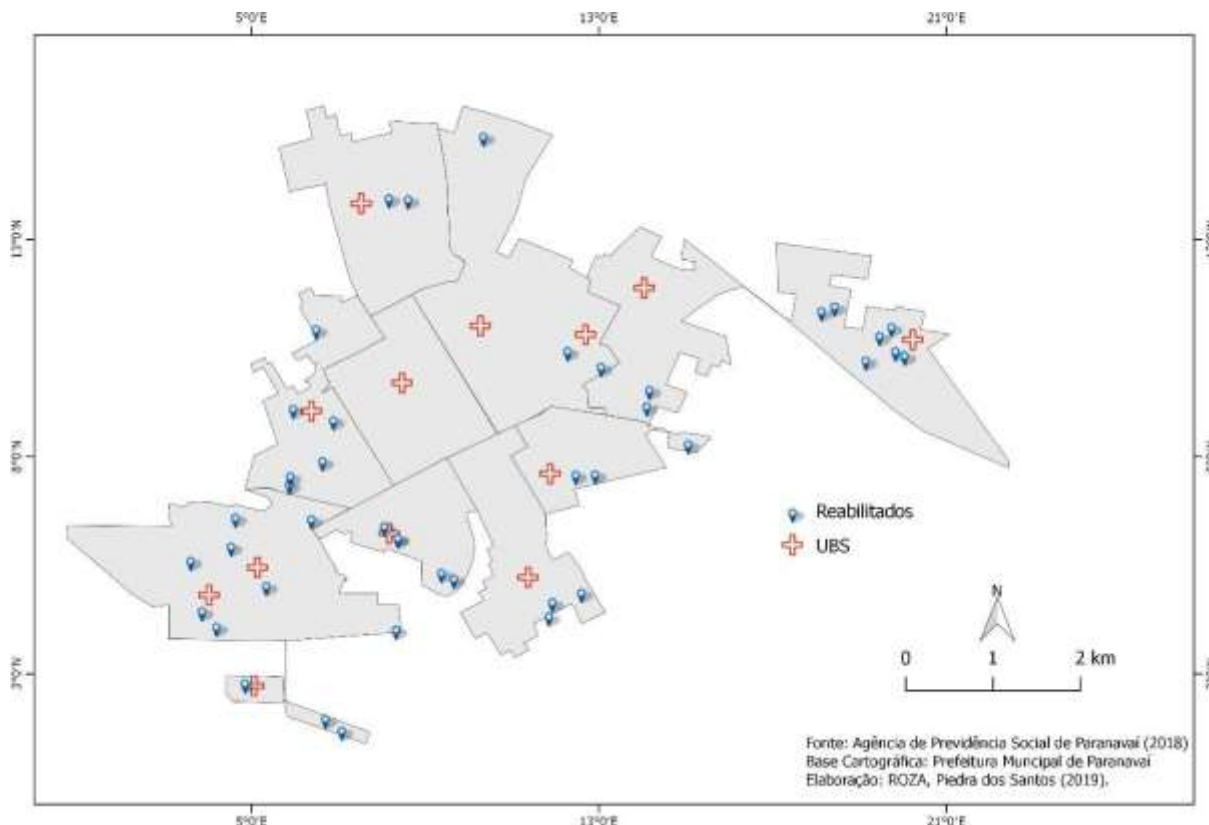 5°0'E 13°0'E 21°0'E
13°0'N
8°0'N
3°0'N
Reabilitados
UBS
N
0 1 2 km
Fonte: Agência de Previdência Social de Paranavaí (2018)
Base Cartográfica: Prefeitura Muncipal de Paranavaí
Elaboração: ROZA, Piedra dos Santos (2019).
5°0'E 13°0'E 21°0'E